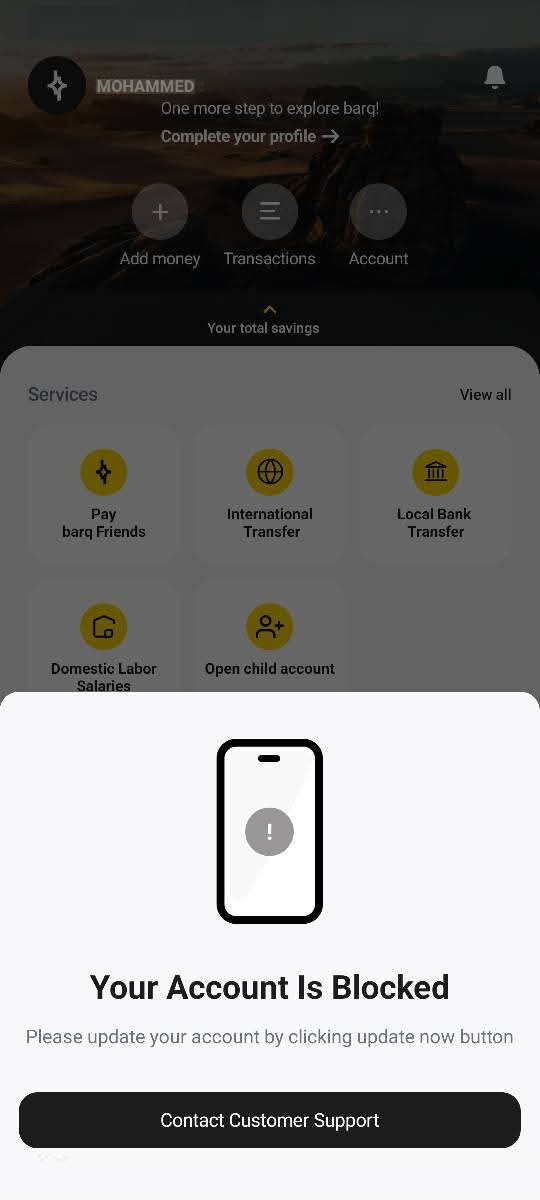 MOHAMMED
One more step to explore barq!
Complete your profile →
Add money
Transactions
Account
Your total savings
Services
View all
Pay
barq Friends
International
Transfer
Local Bank
Transfer
Domestic Labor
Salaries
Open child account
!
Your Account Is Blocked
Please update your account by clicking update now button
Contact Customer Support